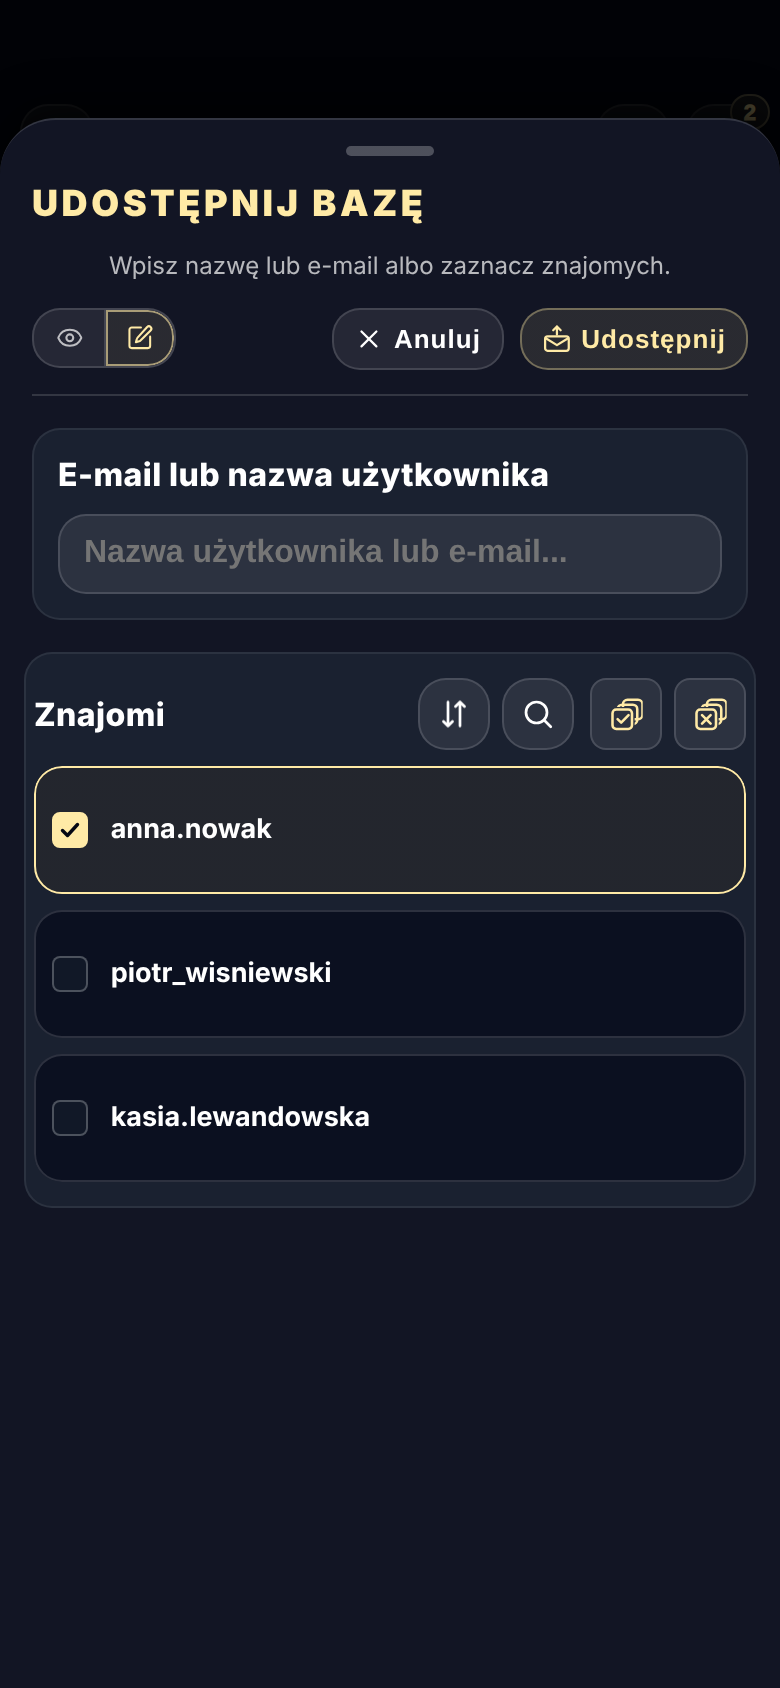 2
UDOSTĘPNIJ BAZĘ
Wpisz nazwę lub e-mail albo zaznacz znajomych.
Anuluj
Udostępnij
E-mail lub nazwa użytkownika
Nazwa użytkownika lub e-mail...
Znajomi
anna.nowak
piotr_wisniewski
kasia.lewandowska